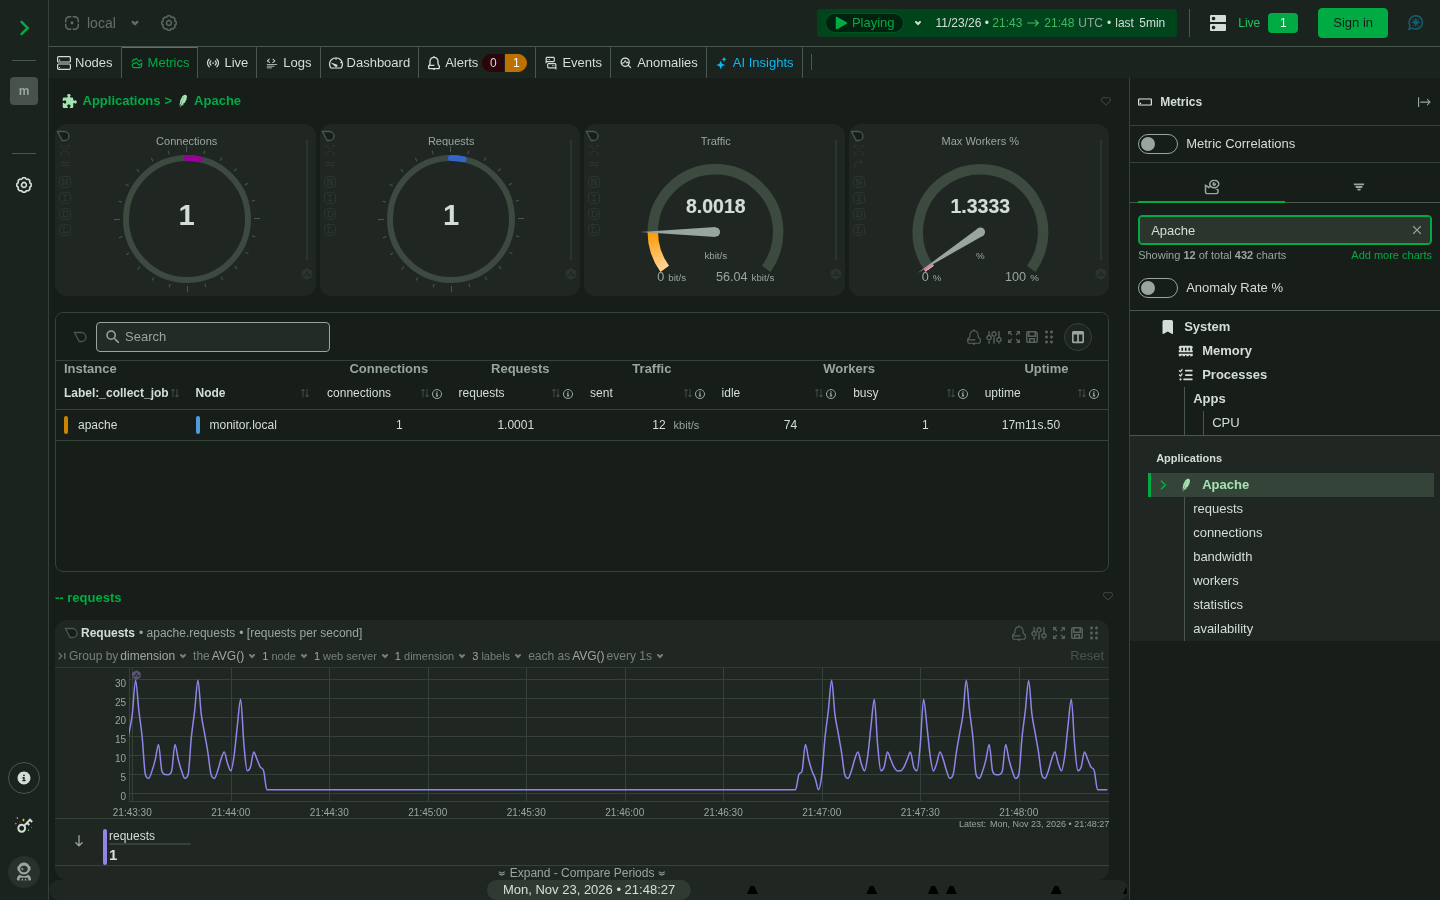 local
Playing 11/23/26 • 21:43 → 21:48 UTC • last 5min
Live 1 Sign in
m
Nodes Metrics Live Logs Dashboard Alerts 0 1 Events Anomalies AI Insights
Applications > Apache
Connections
1
Requests
1
Traffic
8.0018
kbit/s
0 bit/s 56.04 kbit/s
Max Workers %
1.3333
%
0 % 100 %
Search
Instance Connections Requests Traffic Workers Uptime
Label:_collect_job Node connections requests sent idle busy uptime
apache monitor.local 1 1.0001 12 kbit/s 74 1 17m11s.50
-- requests
Requests • apache.requests • [requests per second]
Group by dimension the AVG() 1 node 1 web server 1 dimension 3 labels each as AVG() every 1s Reset
30
25
20
15
10
5
0
21:43:30 21:44:00 21:44:30 21:45:00 21:45:30 21:46:00 21:46:30 21:47:00 21:47:30 21:48:00
Latest: Mon, Nov 23, 2026 • 21:48:27
requests
1
Expand - Compare Periods
Mon, Nov 23, 2026 • 21:48:27
Metrics
Metric Correlations
Apache
Showing 12 of total 432 charts Add more charts
Anomaly Rate %
System
Memory
Processes
Apps
CPU
Applications
Apache
requests
connections
bandwidth
workers
statistics
availability